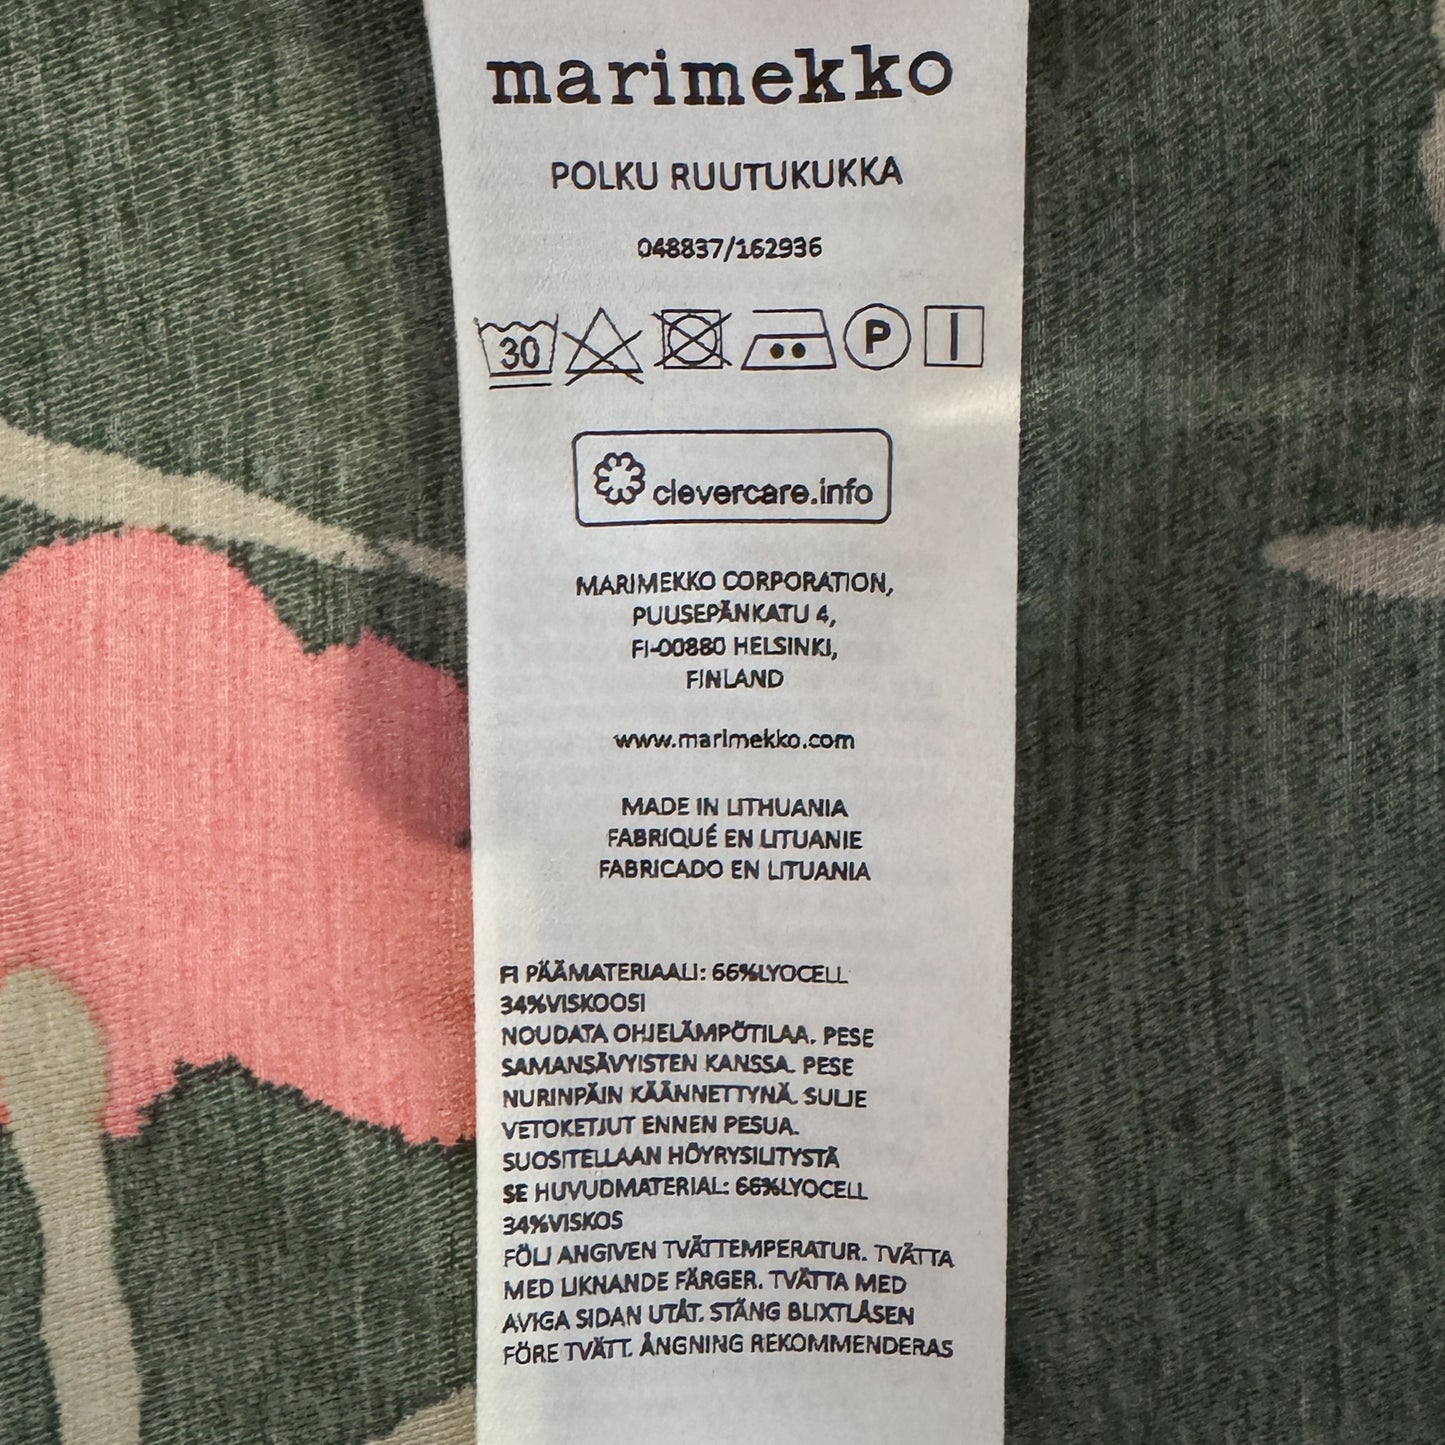 marimekko
POLKU RUUTUKUKKA
048837/162936
30
P
clevercare.info
MARIMEKKO CORPORATION,
PUUSEPÄNKATU 4,
FI-00880 HELSINKI,
FINLAND
www.marimekko.com
MADE IN LITHUANIA
FABRIQUÉ EN LITUANIE
FABRICADO EN LITUANIA
FI PÄÄMATERIAALI: 66%LYOCELL
34%VISKOOSI
NOUDATA OHJELÄMPÖTILAA. PESE
SAMANSÄVYISTEN KANSSA. PESE
NURINPÄIN KÄÄNNETTYNÄ. SULJE
VETOKETJUT ENNEN PESUA.
SUOSITELLAAN HÖYRYSILITYSTÄ
SE HUVUDMATERIAL: 66%LYOCELL
34%VISKOS
FÖLJ ANGIVEN TVÄTTEMPERATUR. TVÄTTA
MED LIKNANDE FÄRGER. TVÄTTA MED
AVIGA SIDAN UTÅT. STÄNG BLIXTLÅSEN
FÖRE TVÄTT. ÅNGNING REKOMMENDERAS